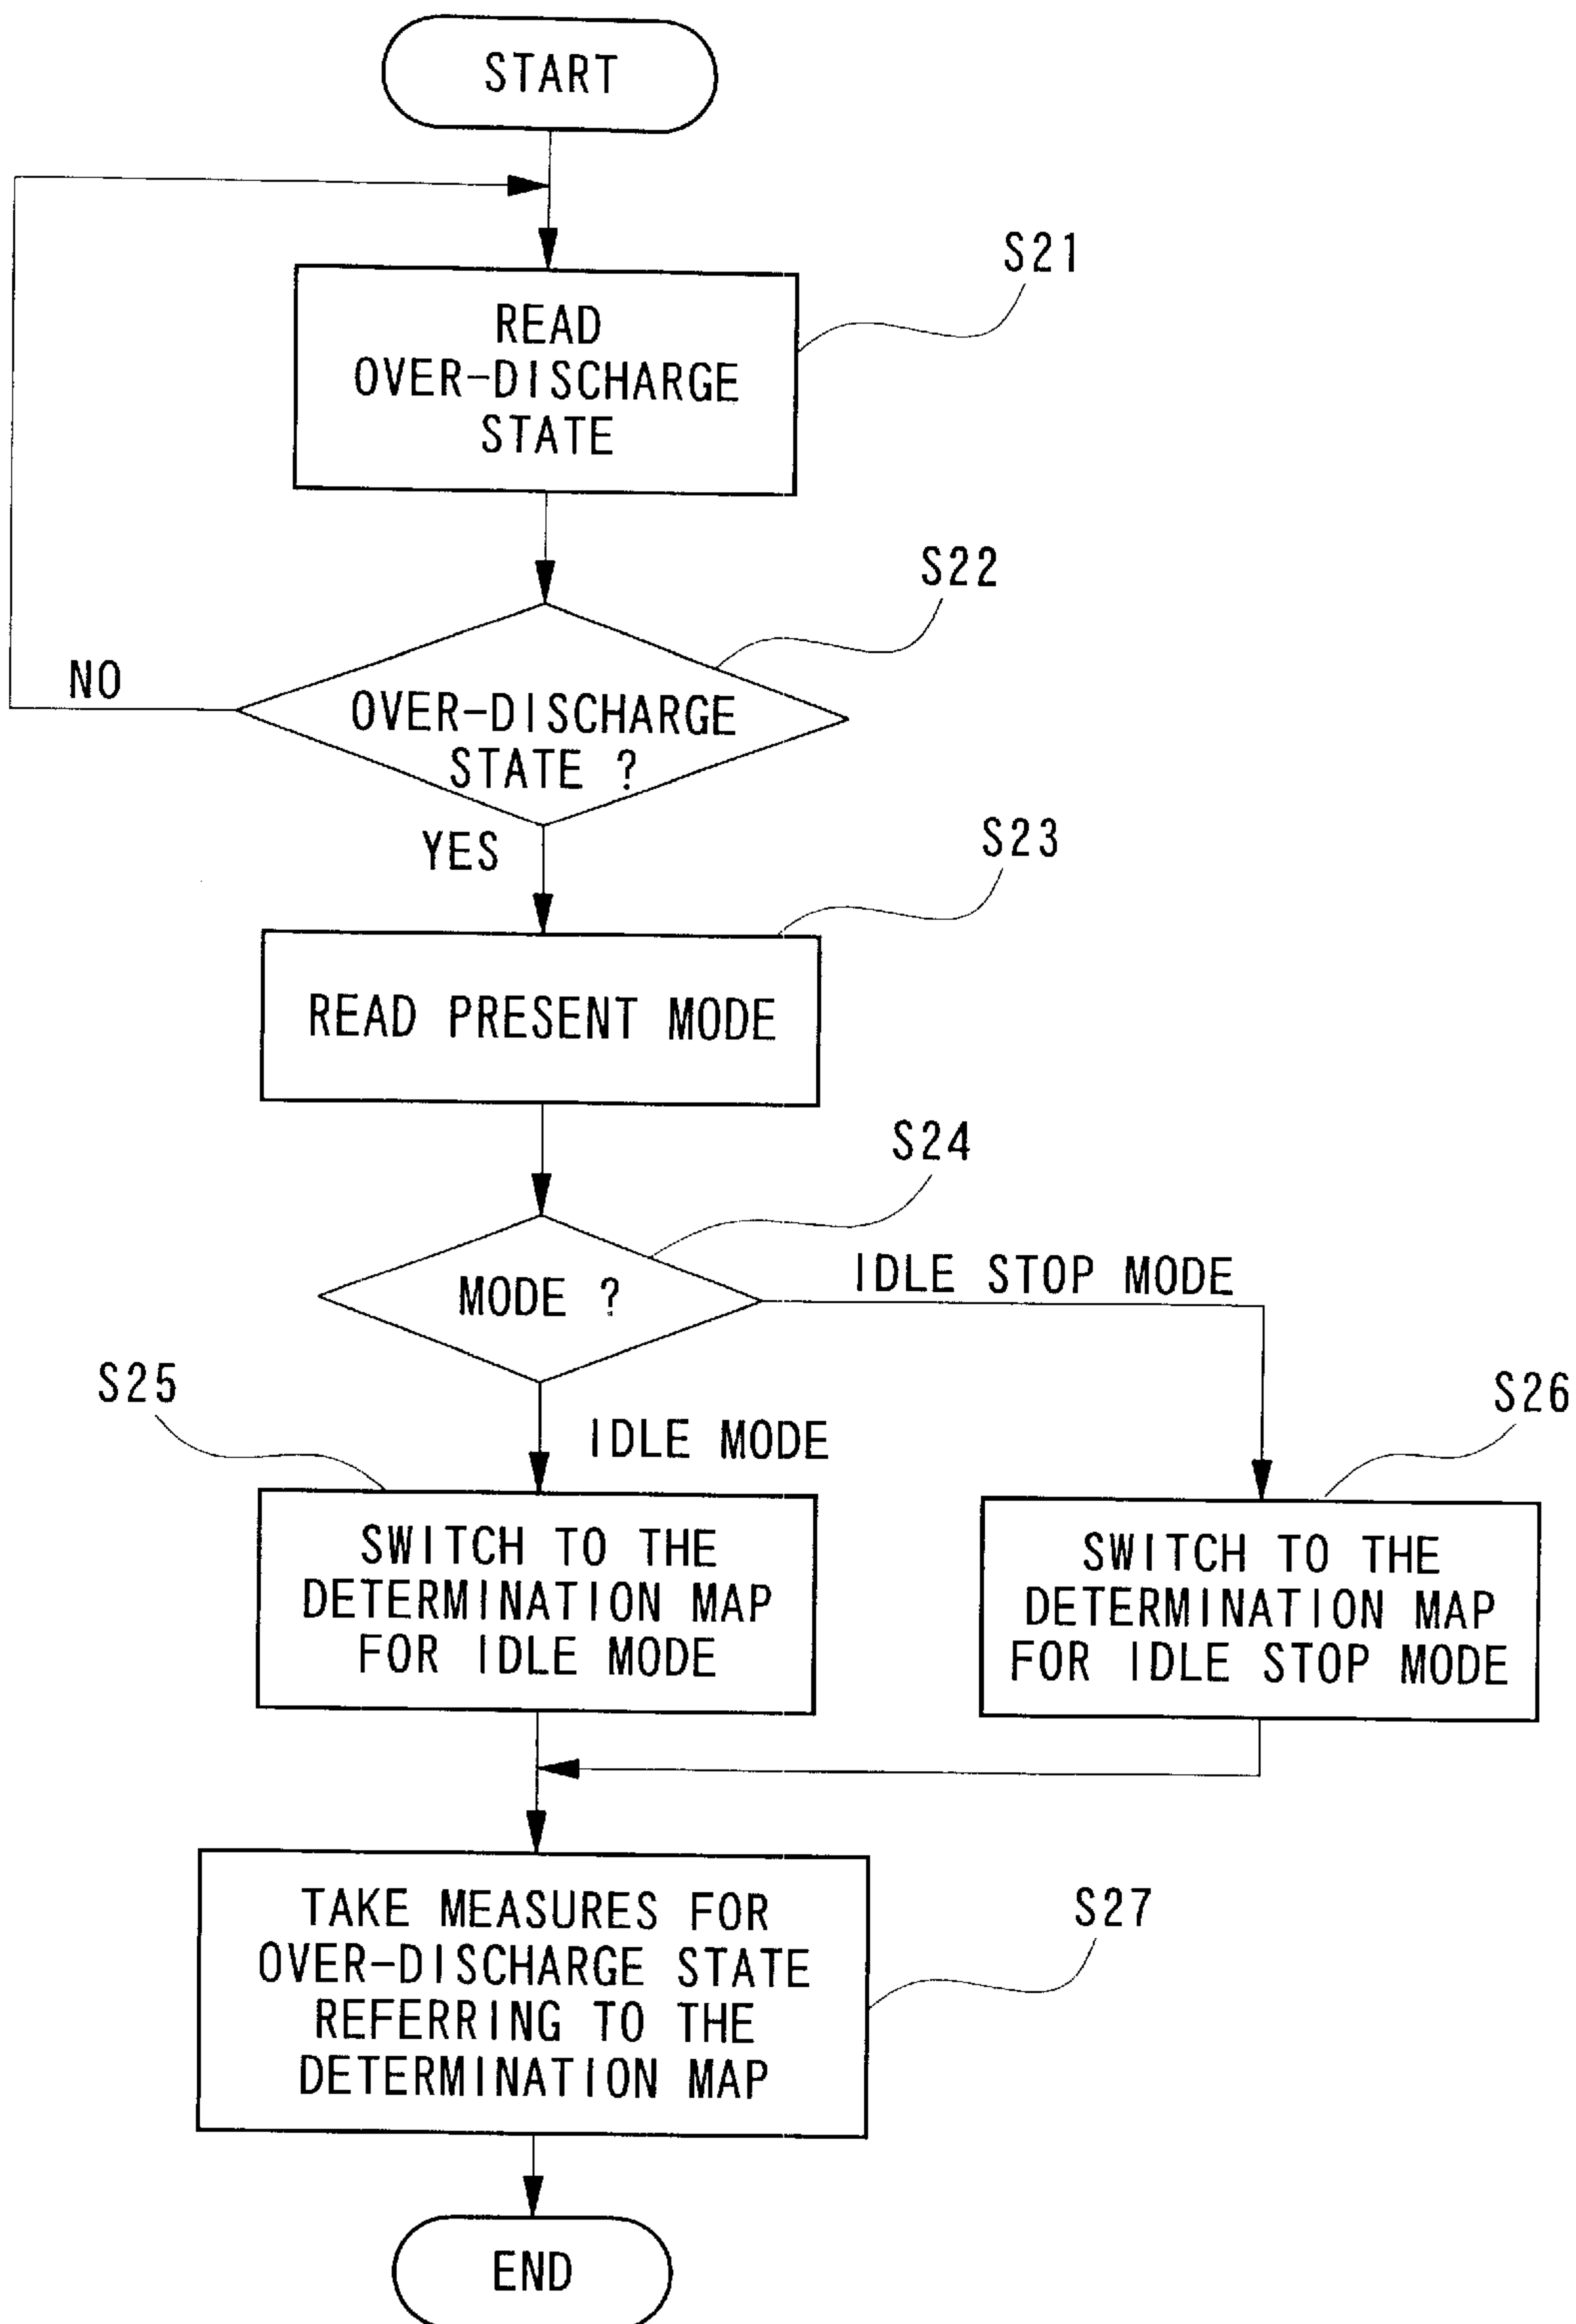 START
S21
READ
OVER-DISCHARGE
STATE
S22
NO
OVER-DISCHARGE
STATE ?
YES
S23
READ PRESENT MODE
S24
IDLE STOP MODE
MODE ?
S25
S26
IDLE MODE
SWITCH TO THE
DETERMINATION MAP
FOR IDLE MODE
SWITCH TO THE
DETERMINATION MAP
FOR IDLE STOP MODE
S27
TAKE MEASURES FOR
OVER-DISCHARGE STATE
REFERRING TO THE
DETERMINATION MAP
END